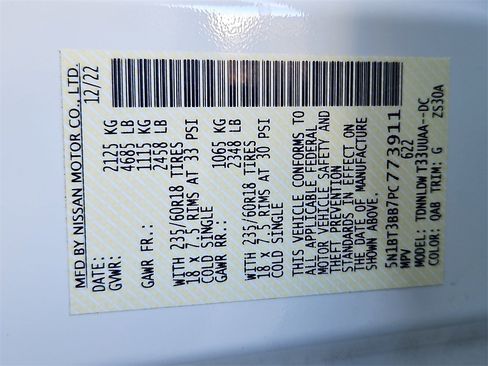 MFD BY NISSAN MOTOR CO., LTD.
DATE: 12/22
GVWR: 2125 KG
4685 LB
GAWR FR.: 1115 KG
2458 LB
WITH 235/60R18 TIRES
18 X 7.5 RIMS AT 33 PSI
COLD SINGLE
GAWR RR.: 1065 KG
2348 LB
WITH 235/60R18 TIRES
18 X 7.5 RIMS AT 30 PSI
COLD SINGLE
THIS VEHICLE CONFORMS TO
ALL APPLICABLE FEDERAL
MOTOR VEHICLE SAFETY AND
THEFT PREVENTION
STANDARDS IN EFFECT ON
THE DATE OF MANUFACTURE
SHOWN ABOVE.
5N1BT3BB7PC773911
MPV 622
MODEL: TDNNLDWT33UUAA--DC
COLOR: QAB TRIM: G ZS30A